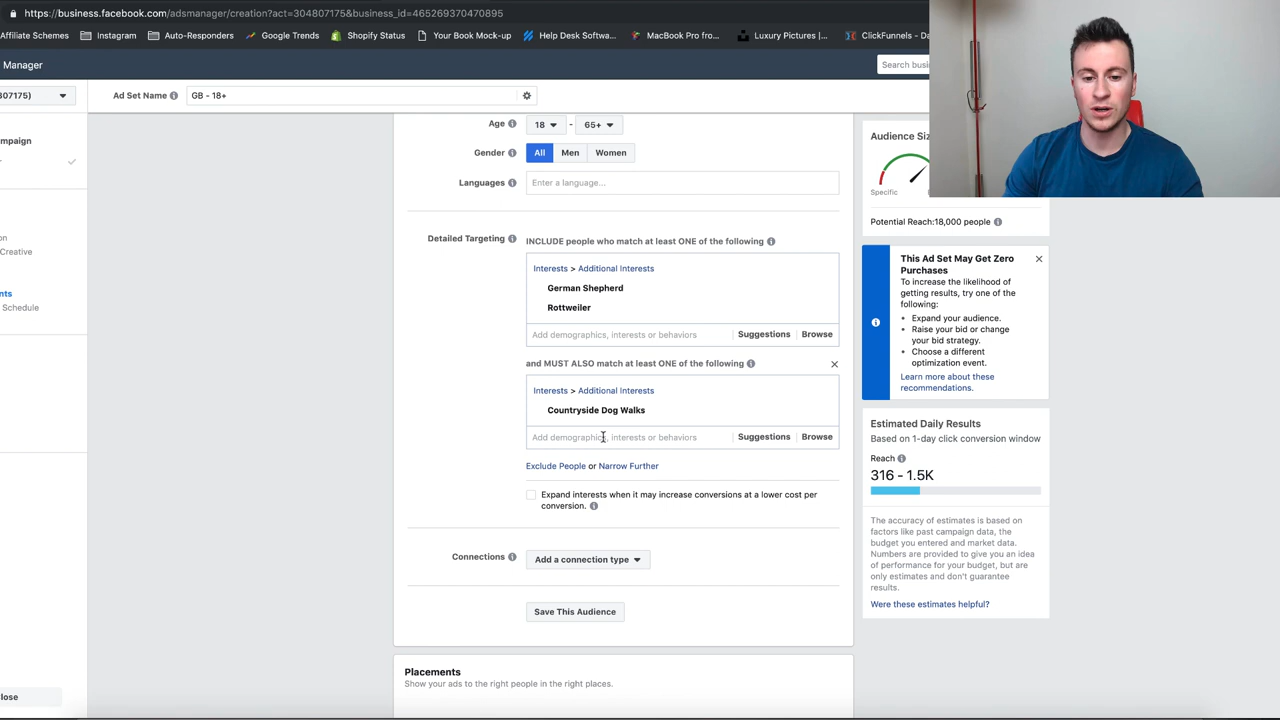 https://business.facebook.com/adsmanager/creation?act=304807175&business_id=465269370470895
Affiliate Schemes
Instagram
Auto-Responders
Google Trends
Shopify Status
Your Book Mock-up
Help Desk Softwa...
MacBook Pro fro...
Luxury Pictures |...
ClickFunnels - Da
Manager
Search busi
07175)
Ad Set Name
GB - 18+
mpaign
on
Creative
nts
Schedule
lose
Age
18
-
65+
Gender
All
Men
Women
Languages
Enter a language...
Detailed Targeting
INCLUDE people who match at least ONE of the following
Interests > Additional Interests
German Shepherd
Rottweiler
Add demographics, interests or behaviors
Suggestions
Browse
and MUST ALSO match at least ONE of the following
Interests > Additional Interests
Countryside Dog Walks
Add demographics, interests or behaviors
Suggestions
Browse
Exclude People or Narrow Further
Expand interests when it may increase conversions at a lower cost per
conversion.
Connections
Add a connection type
Save This Audience
Placements
Show your ads to the right people in the right places.
Audience Siz
Specific
Potential Reach:18,000 people
This Ad Set May Get Zero
Purchases
To increase the likelihood of
getting results, try one of the
following:
• Expand your audience.
• Raise your bid or change
your bid strategy.
• Choose a different
optimization event.
Learn more about these
recommendations.
Estimated Daily Results
Based on 1-day click conversion window
Reach
316 - 1.5K
The accuracy of estimates is based on
factors like past campaign data, the
budget you entered and market data.
Numbers are provided to give you an idea
of performance for your budget, but are
only estimates and don't guarantee
results.
Were these estimates helpful?